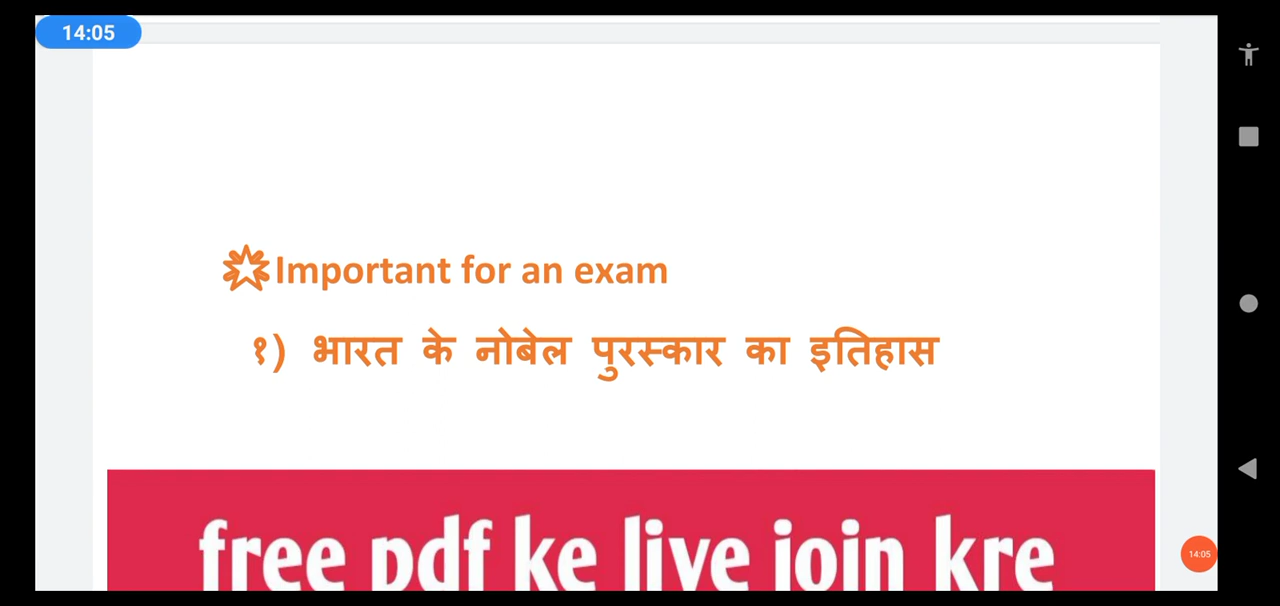 14:05
Important for an exam
१) भारत के नोबेल पुरस्कार का इतिहास
free pdf ke live join kre
14:05